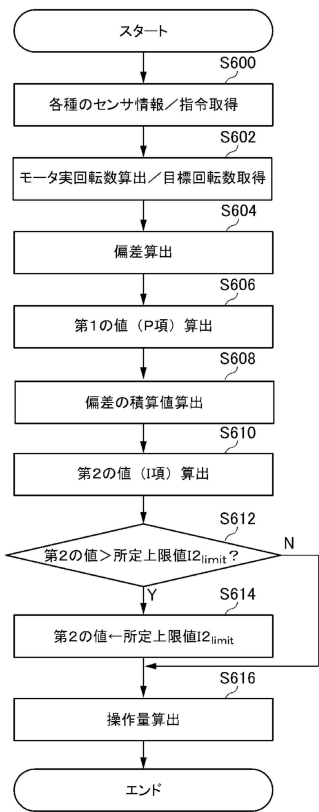 スタート
S600
各種のセンサ情報／指令取得
S602
モータ実回転数算出／目標回転数取得
S604
偏差算出
S606
第1の値（P項）算出
S608
偏差の積算値算出
S610
第2の値（I項）算出
S612
第2の値＞所定上限値I2limit？
N
Y
S614
第2の値←所定上限値I2limit
S616
操作量算出
エンド